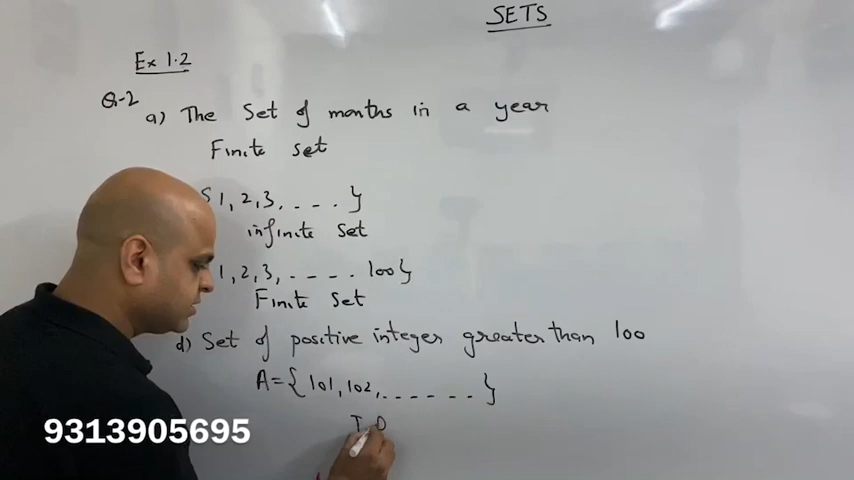 SETS
Ex 1.2
Q-2
a) The Set of months in a year
Finite set
{1, 2, 3, . . . . }
infinite set
1, 2, 3, . . . . 100}
Finite Set
d) Set of positive integer greater than 100
A = { 101, 102, . . . . . . }
9313905695